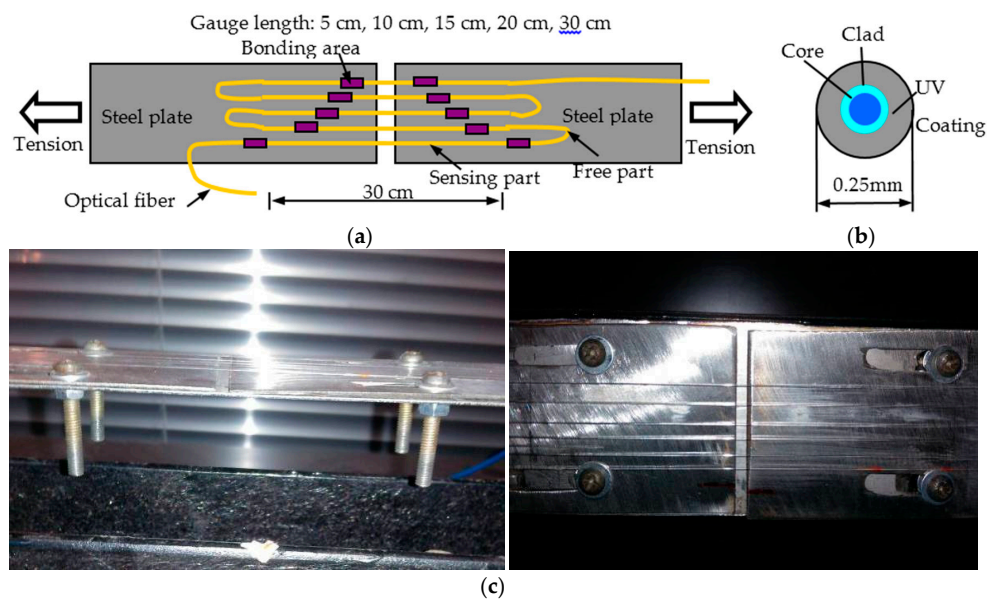 Gauge length: 5 cm, 10 cm, 15 cm, 20 cm, 30 cm
Bonding area
Steel plate
Steel plate
Tension
Tension
Sensing part
Free part
Optical fiber
30 cm
(a)
Core
Clad
UV
Coating
0.25mm
(b)
(c)